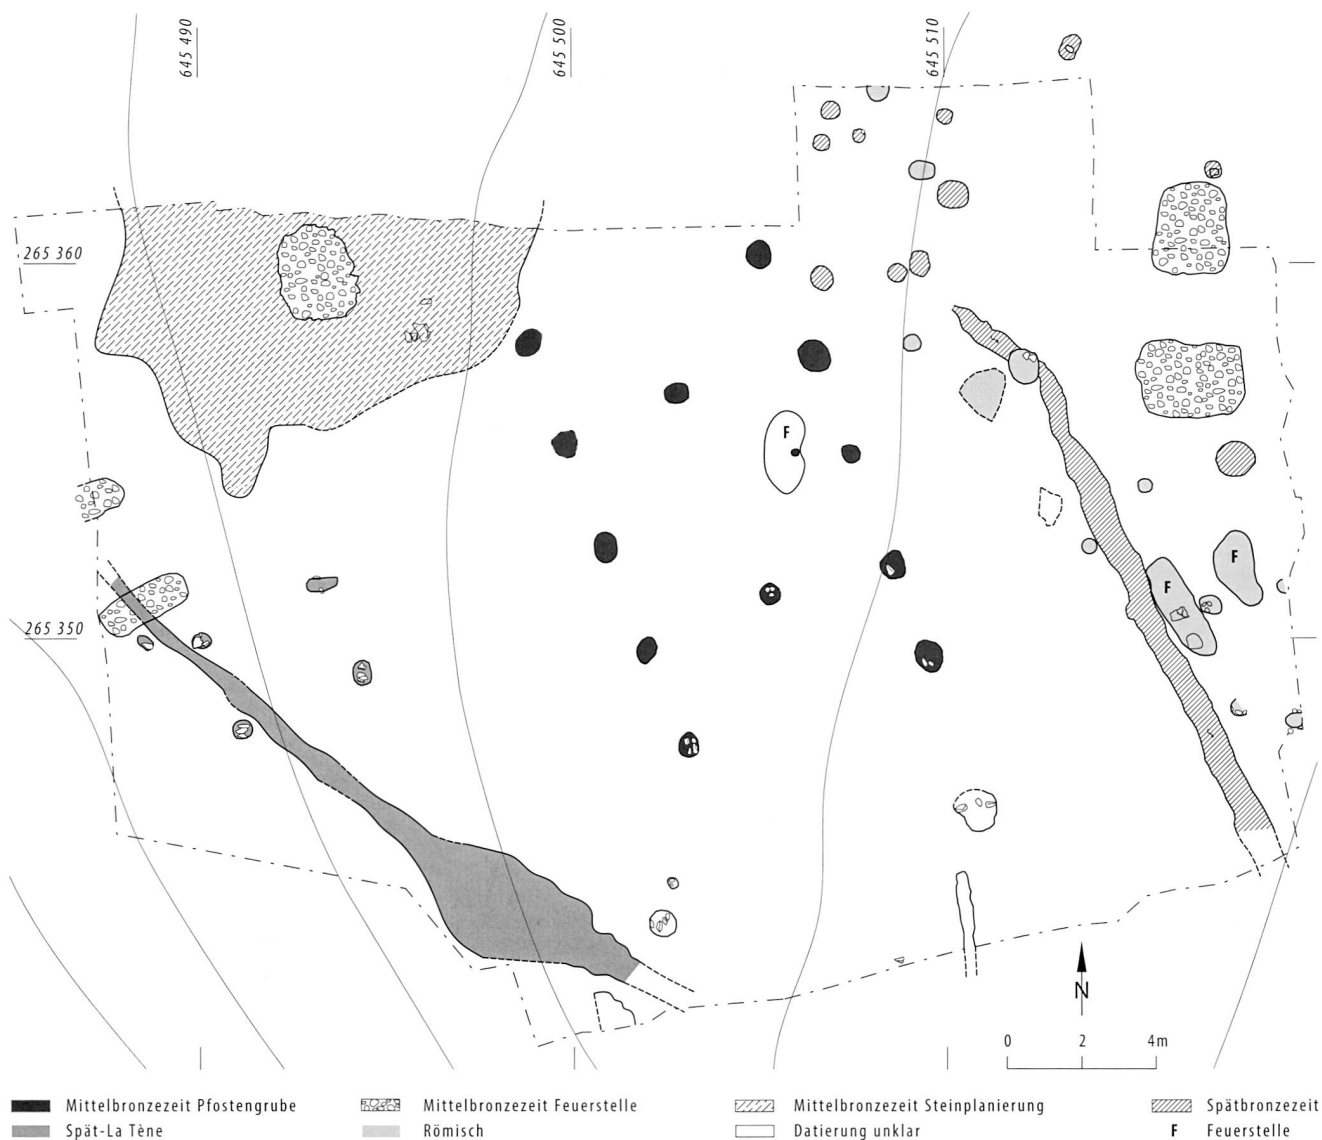 645 490
645 500
645 510
265 360
F
F
F
265 350
N
0 2 4m
Mittelbronzezeit Pfostengrube
Mittelbronzezeit Feuerstelle
Mittelbronzezeit Steinplanierung
Spätbronzezeit
Spät-La Tène
Römisch
Datierung unklar
F Feuerstelle